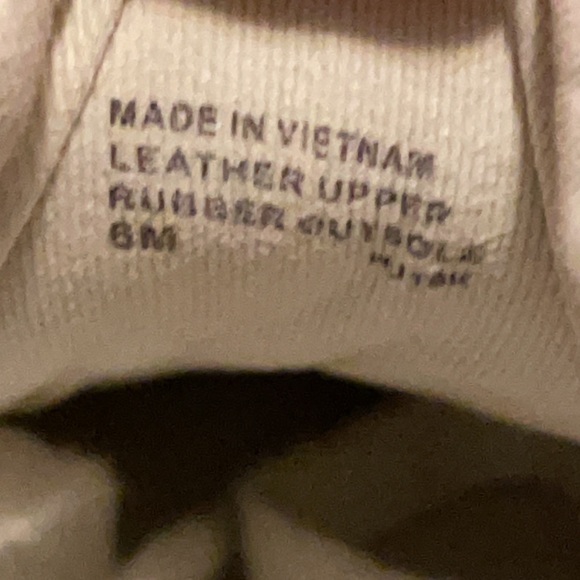 MADE IN VIETNAM
LEATHER UPPER
RUBBER OUTSOLE
6M